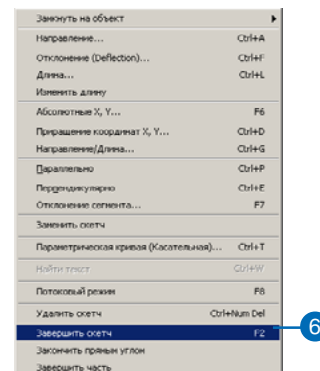 Замкнуть на объект
Направление... Ctrl+A
Отклонение (Deflection)... Ctrl+F
Длина... Ctrl+L
Изменить длину
Абсолютные X, Y... F6
Приращение координат X, Y... Ctrl+D
Направление/Длина... Ctrl+G
Параллельно Ctrl+P
Перпендикулярно Ctrl+E
Отклонение сегмента... F7
Заменить скетч
Параметрическая кривая (Касательная)... Ctrl+T
Найти текст Ctrl+W
Потоковый режим F8
Удалить скетч Ctrl+Num Del
Завершить скетч F2
6
Закончить прямым углом
Завершить часть